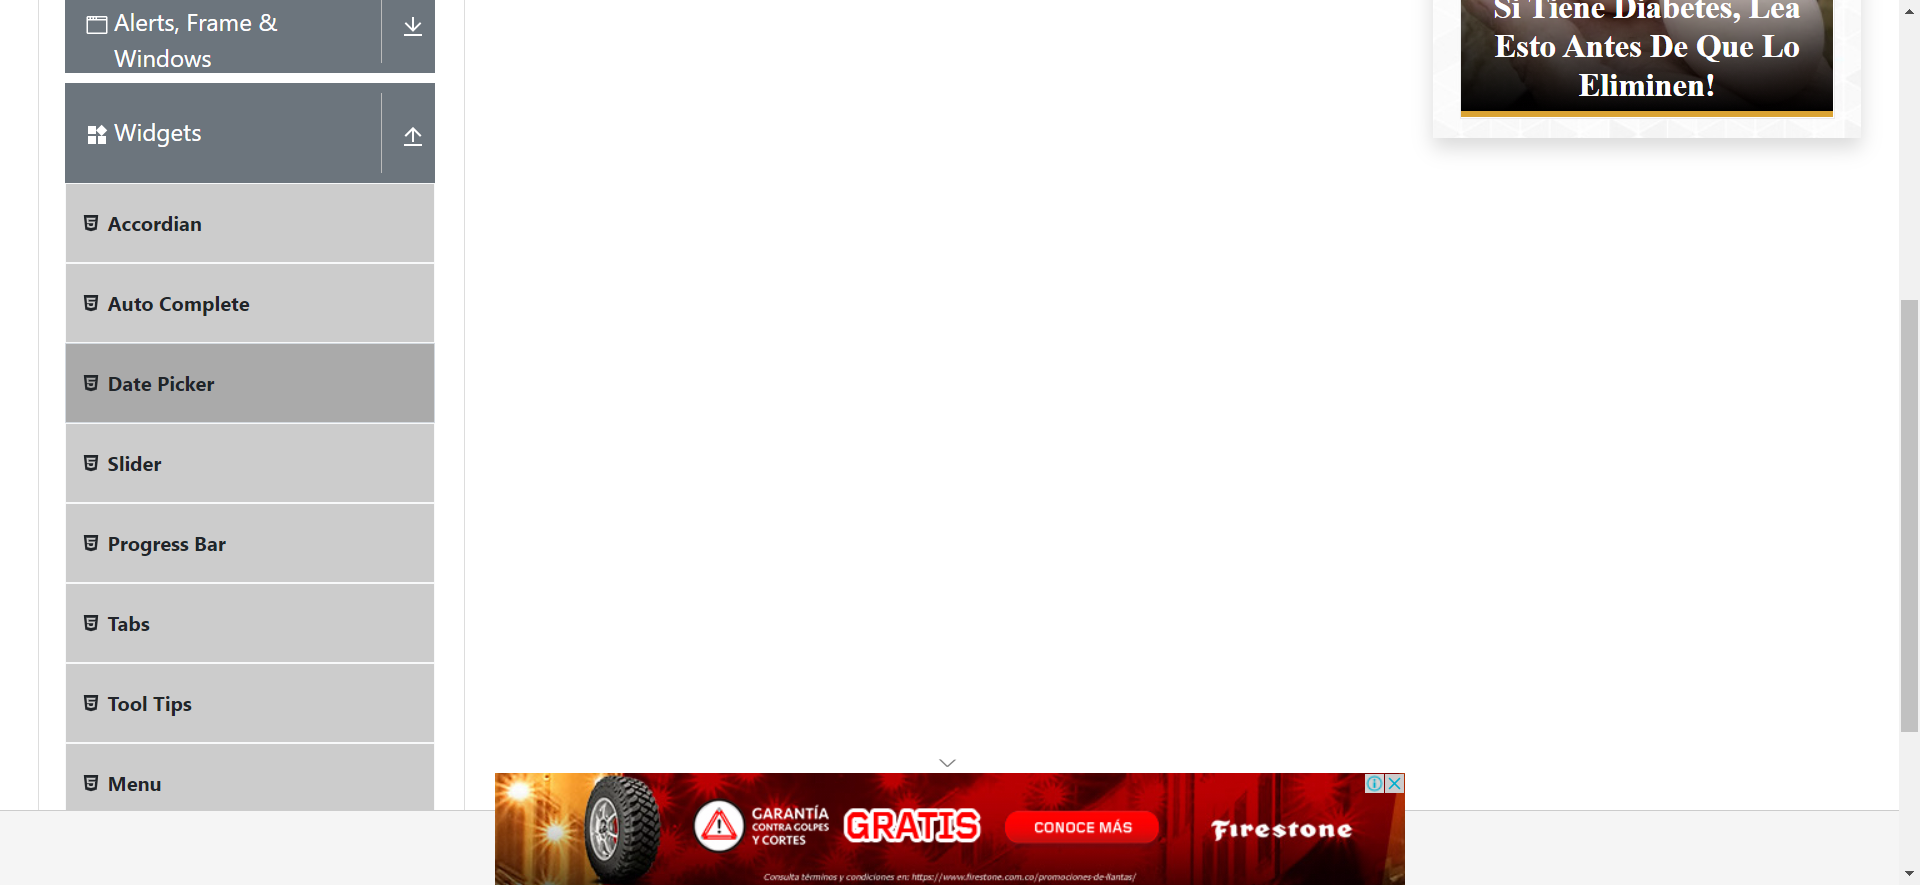 Alerts, Frame &
Windows
Widgets
Accordian
Auto Complete
Date Picker
Slider
Progress Bar
Tabs
Tool Tips
Menu
Si Tiene Diabetes, Lea
Esto Antes De Que Lo
Eliminen!
GARANTÍA
CONTRA GOLPES
Y CORTES
GRATIS
CONOCE MÁS
Firestone
Consulta términos y condiciones en: https://www.firestone.com.co/promociones-de-llantas/